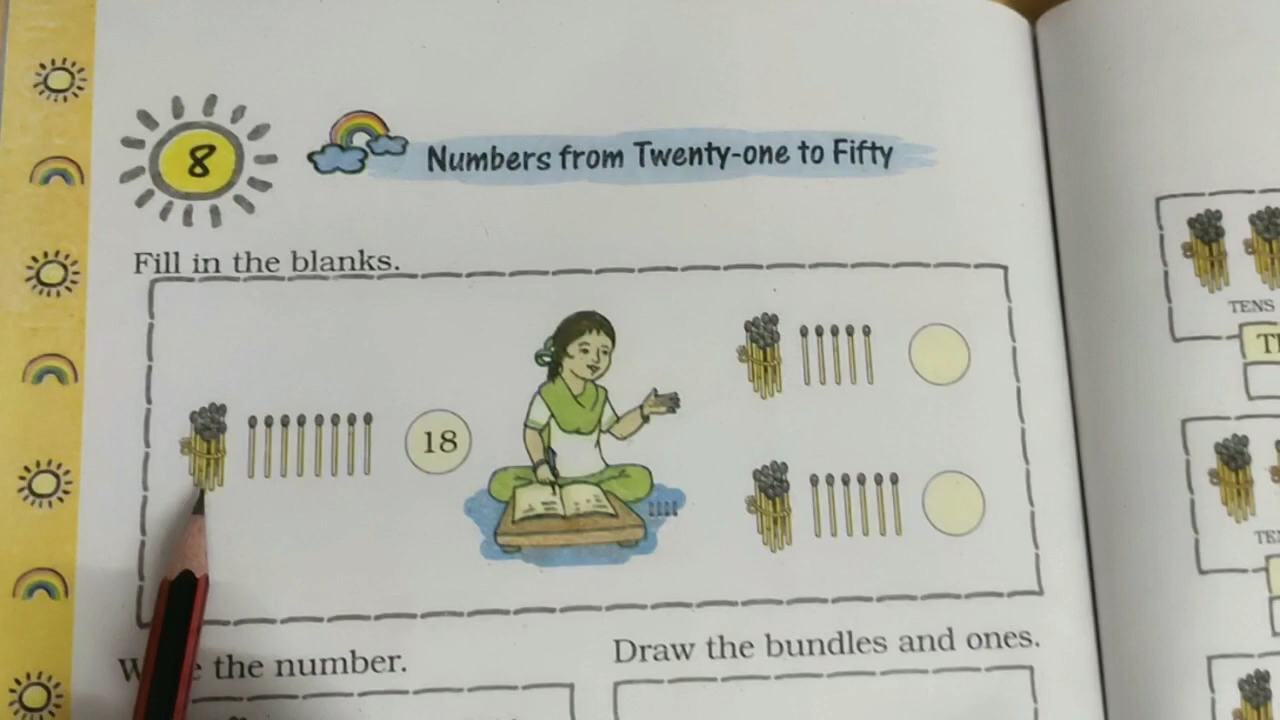 8
Numbers from Twenty-one to Fifty
Fill in the blanks.
18
the number.
Draw the bundles and ones.
TENS